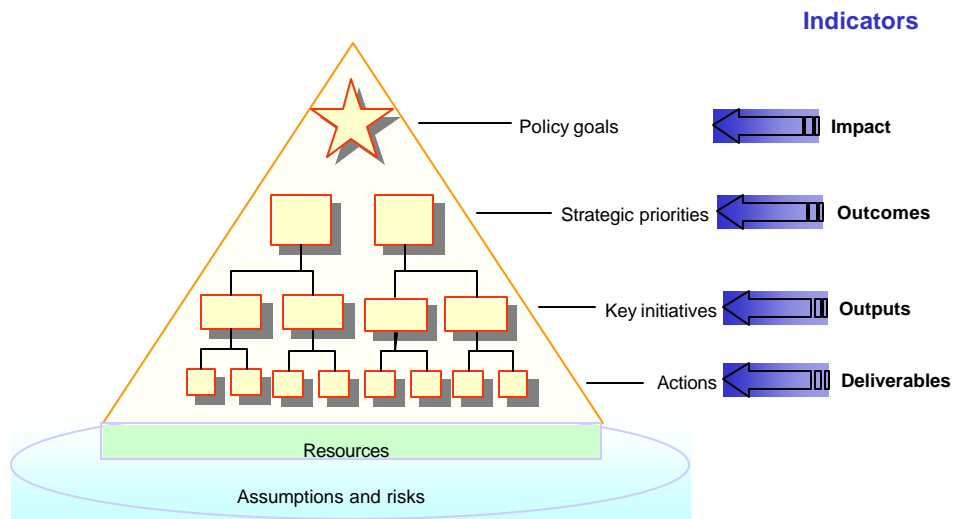 Indicators
Policy goals
Impact
Strategic priorities
Outcomes
Key initiatives
Outputs
Actions
Deliverables
Resources
Assumptions and risks